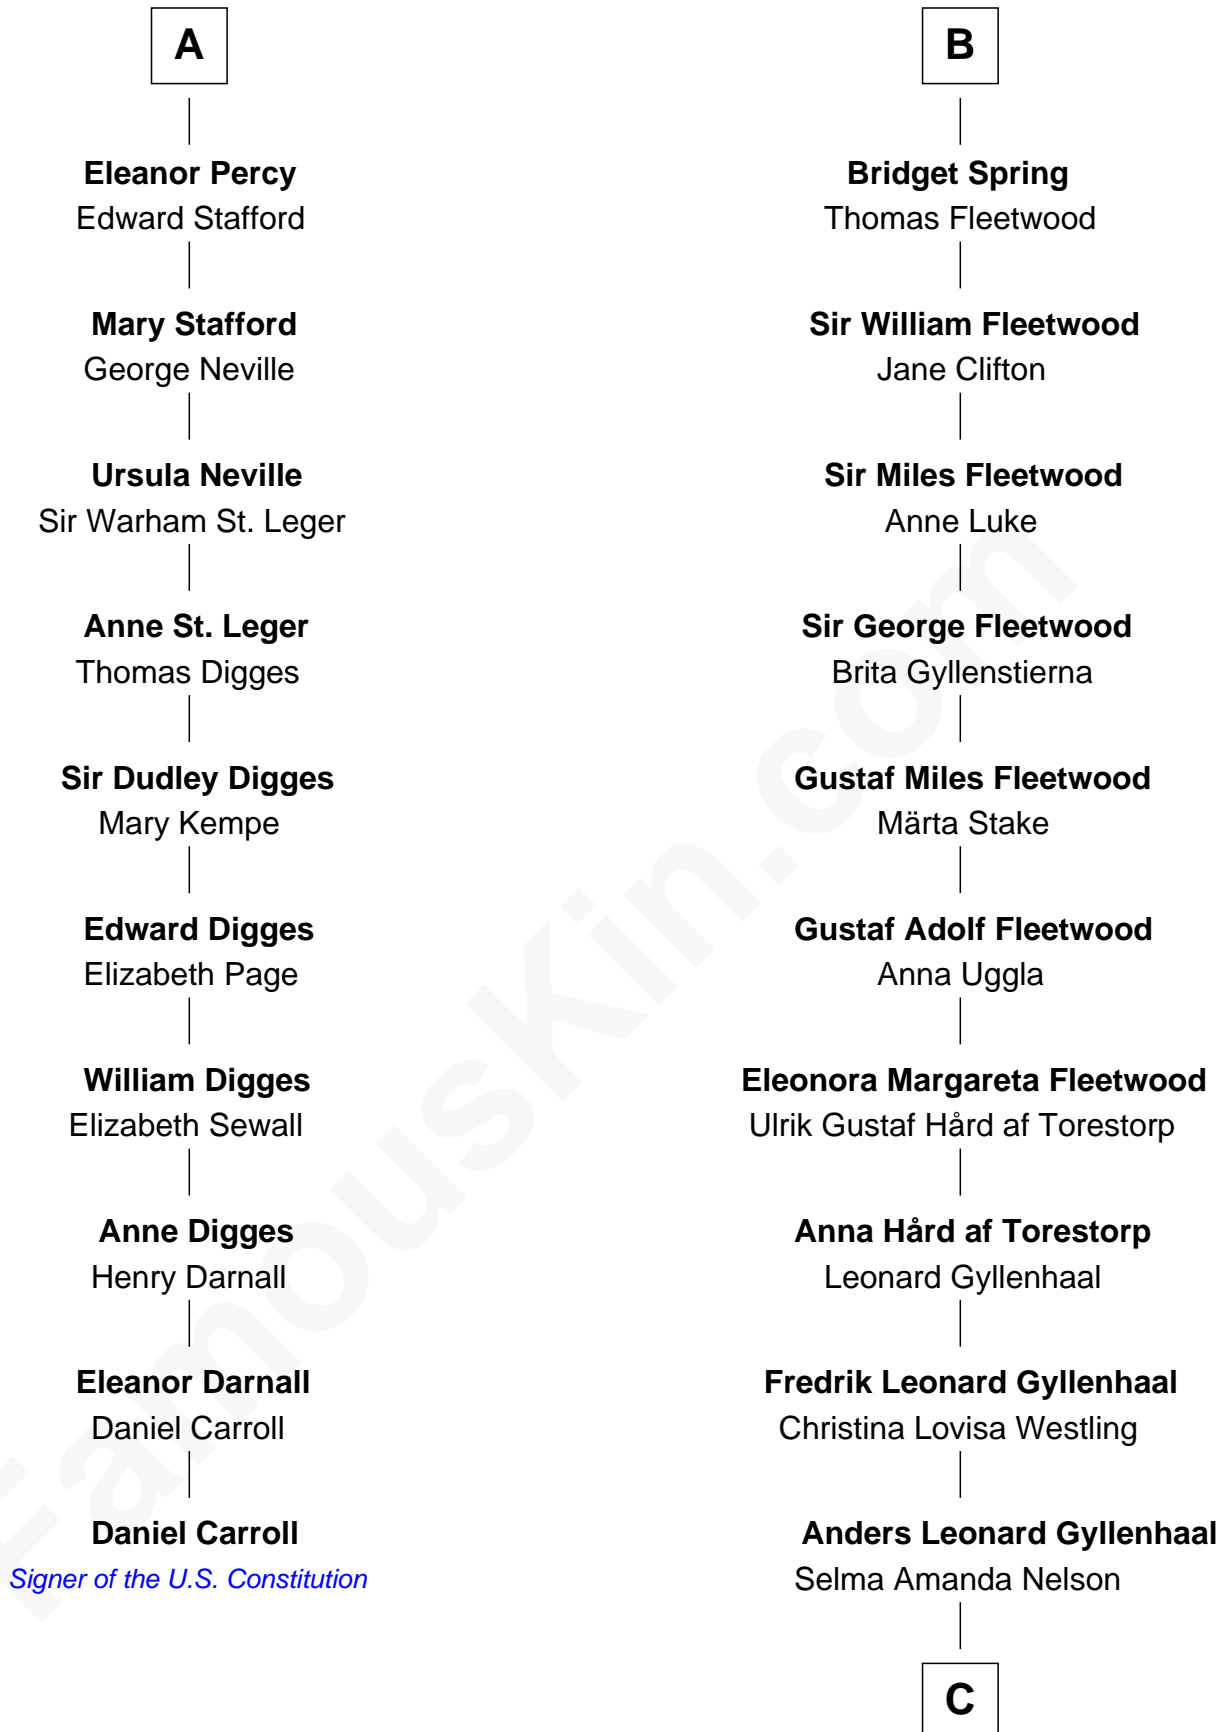 A
Eleanor Percy
Edward Stafford
Mary Stafford
George Neville
Ursula Neville
Sir Warham St. Leger
Anne St. Leger
Thomas Digges
Sir Dudley Digges
Mary Kempe
Edward Digges
Elizabeth Page
William Digges
Elizabeth Sewall
Anne Digges
Henry Darnall
Eleanor Darnall
Daniel Carroll
Daniel Carroll
Signer of the U.S. Constitution
B
Bridget Spring
Thomas Fleetwood
Sir William Fleetwood
Jane Clifton
Sir Miles Fleetwood
Anne Luke
Sir George Fleetwood
Brita Gyllenstierna
Gustaf Miles Fleetwood
Märta Stake
Gustaf Adolf Fleetwood
Anna Uggla
Eleonora Margareta Fleetwood
Ulrik Gustaf Hård af Torestorp
Anna Hård af Torestorp
Leonard Gyllenhaal
Fredrik Leonard Gyllenhaal
Christina Lovisa Westling
Anders Leonard Gyllenhaal
Selma Amanda Nelson
C
FamousKin.com